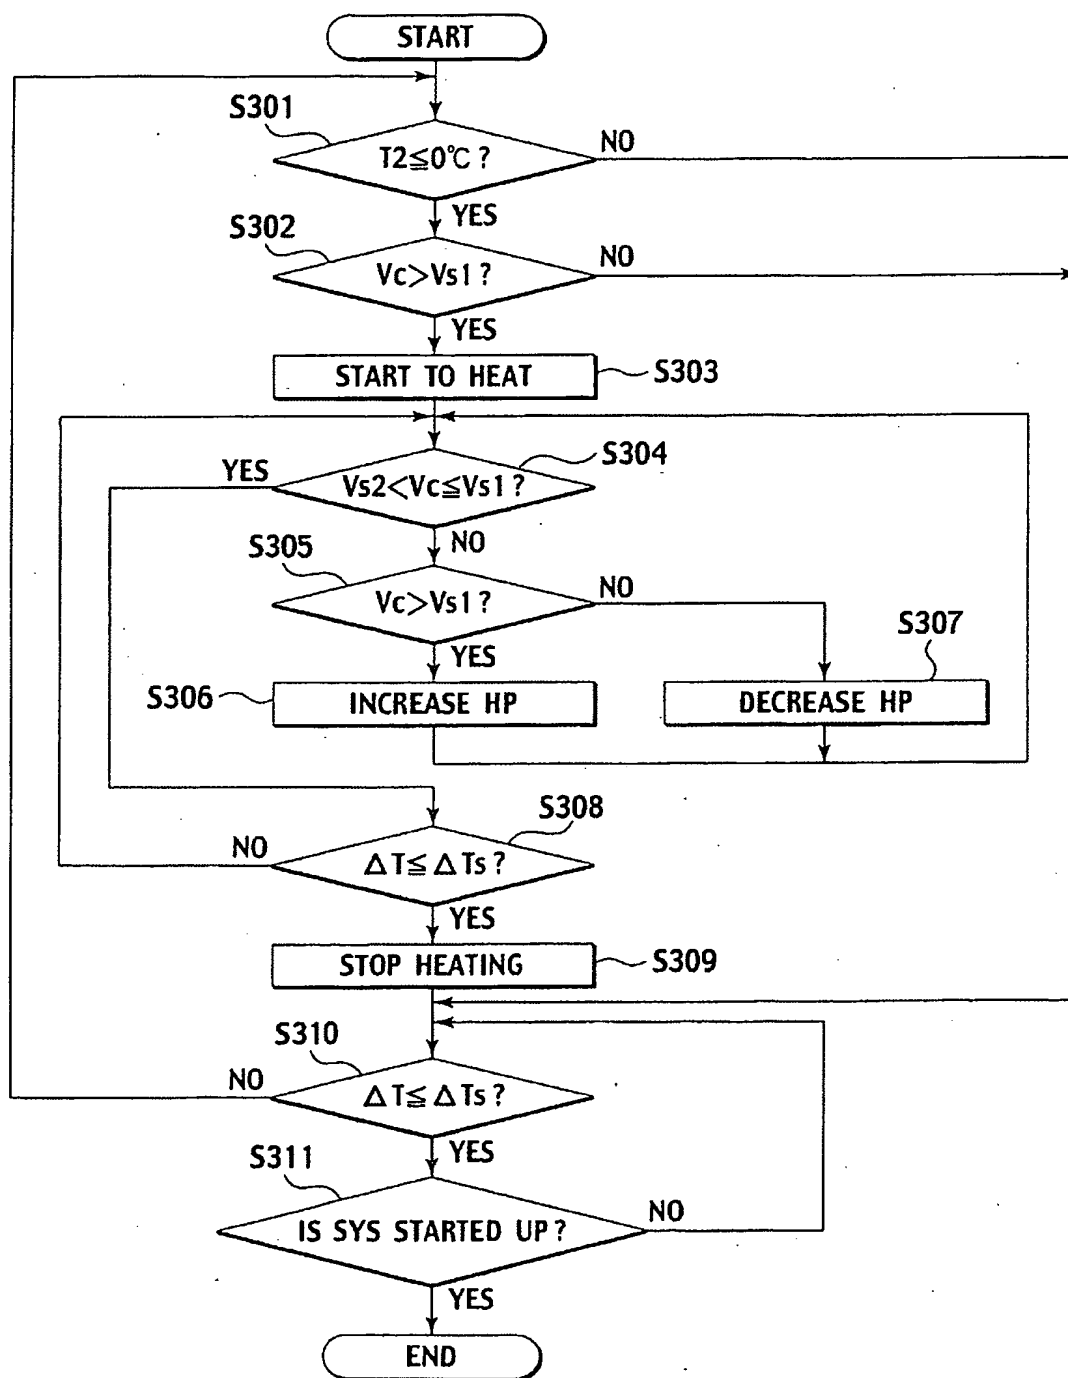 START
S301
T2≦0℃?
NO
YES
S302
Vc>Vs1?
NO
YES
START TO HEAT
S303
S304
YES
Vs2<Vc≦Vs1?
NO
S305
Vc>Vs1?
NO
YES
S307
S306
INCREASE HP
DECREASE HP
S308
NO
ΔT≦ΔTs?
YES
STOP HEATING
S309
S310
NO
ΔT≦ΔTs?
YES
S311
IS SYS STARTED UP?
NO
YES
END